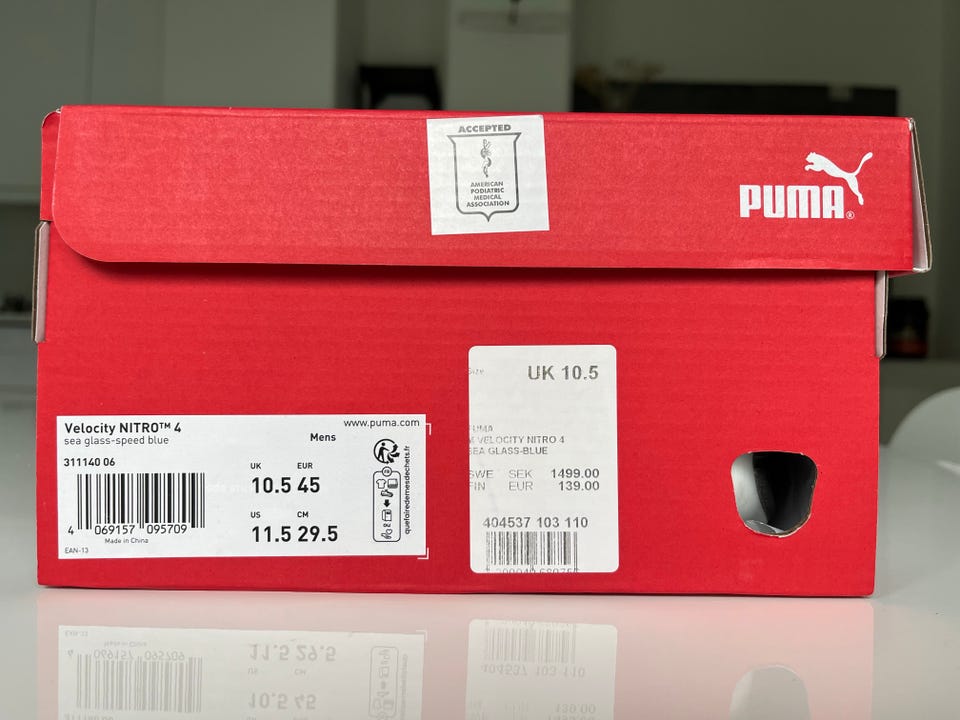 ACCEPTED
AMERICAN
PODIATRIC
MEDICAL
ASSOCIATION
PUMA®
UK 10.5
PUMA
M VELOCITY NITRO 4
SEA GLASS-BLUE
SWE SEK 1499.00
FIN EUR 139.00
404537 103 110
Velocity NITRO™ 4
sea glass-speed blue
www.puma.com
Mens
311140 06
UK EUR
10.5 45
US CM
11.5 29.5
4 069157 095709
Made in China
EAN-13
FR
quefairedemesdechets.fr